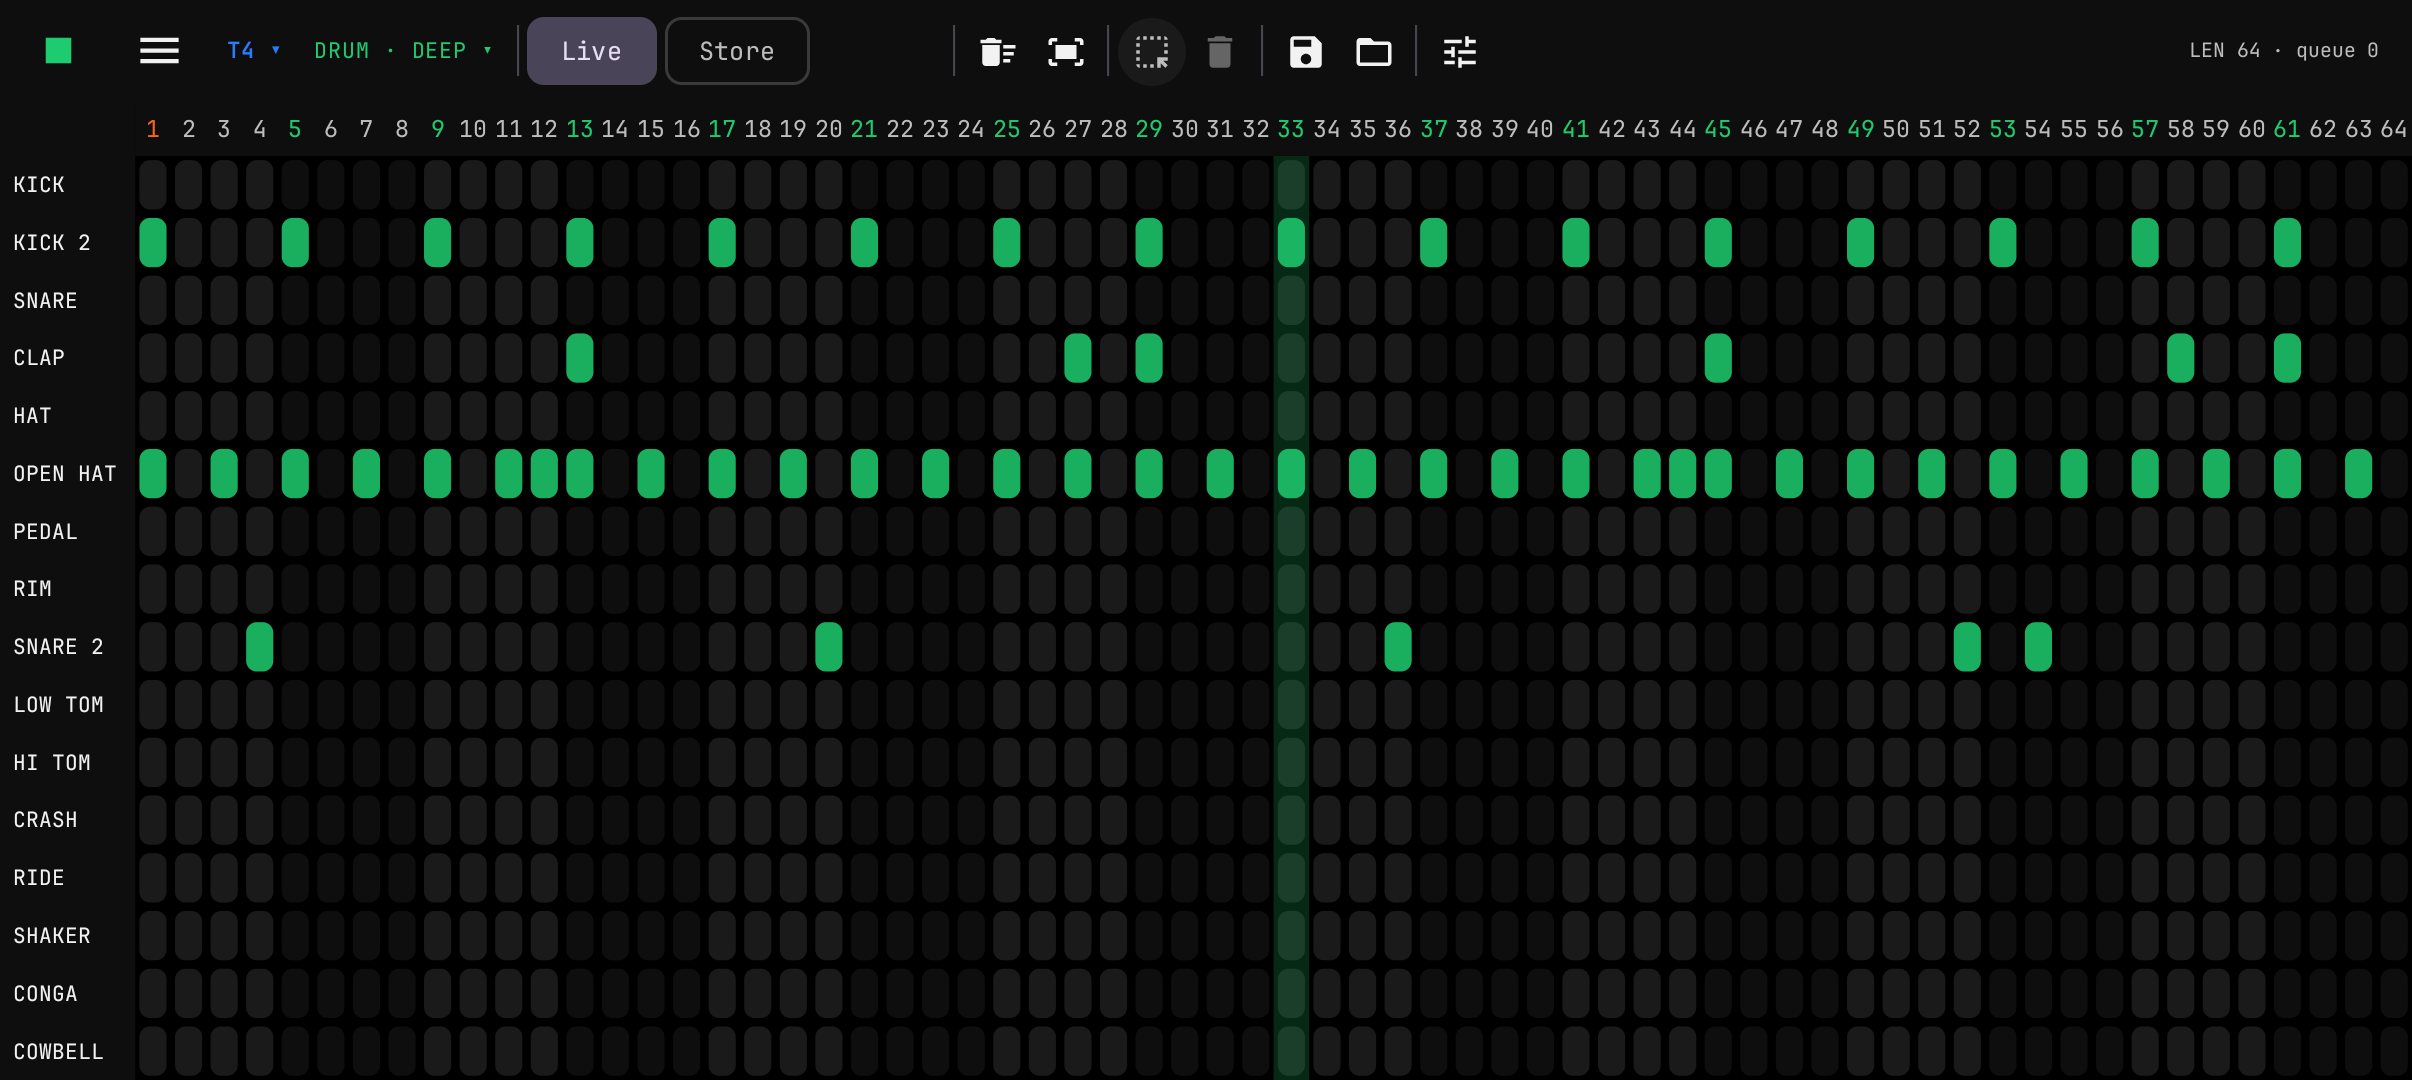 T4 ▾ DRUM · DEEP ▾ Live Store LEN 64 · queue 0
1 2 3 4 5 6 7 8 9 10 11 12 13 14 15 16 17 18 19 20 21 22 23 24 25 26 27 28 29 30 31 32 33 34 35 36 37 38 39 40 41 42 43 44 45 46 47 48 49 50 51 52 53 54 55 56 57 58 59 60 61 62 63 64
KICK
KICK 2
SNARE
CLAP
HAT
OPEN HAT
PEDAL
RIM
SNARE 2
LOW TOM
HI TOM
CRASH
RIDE
SHAKER
CONGA
COWBELL